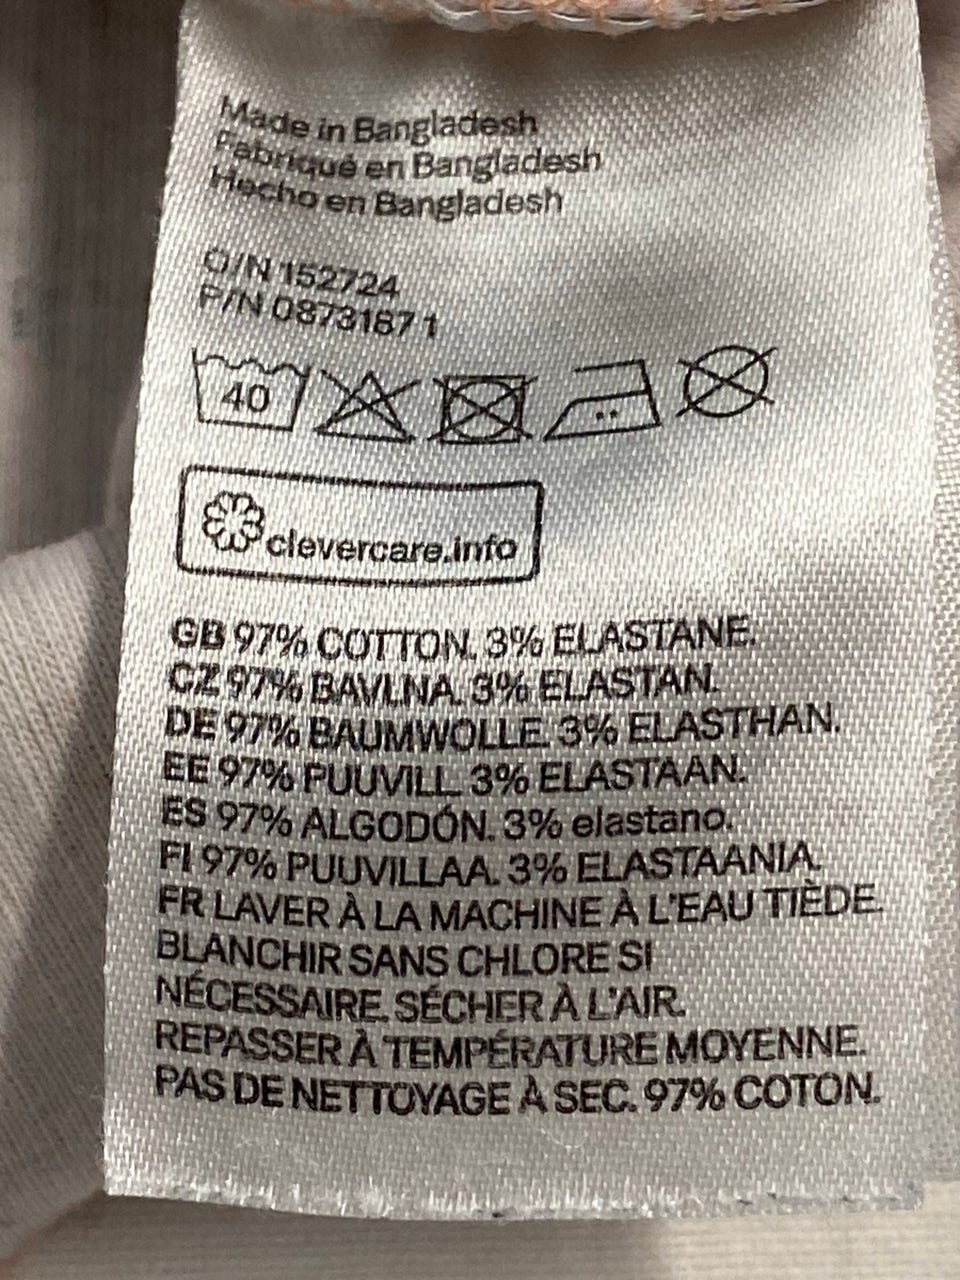 Made in Bangladesh
Fabriqué en Bangladesh
Hecho en Bangladesh
O/N 152724
P/N 0873187 1
40
clevercare.info
GB 97% COTTON. 3% ELASTANE.
CZ 97% BAVLNA. 3% ELASTAN.
DE 97% BAUMWOLLE. 3% ELASTHAN.
EE 97% PUUVILL. 3% ELASTAAN.
ES 97% ALGODÓN. 3% elastano.
FI 97% PUUVILLAA. 3% ELASTAANIA.
FR LAVER À LA MACHINE À L'EAU TIÈDE.
BLANCHIR SANS CHLORE SI
NÉCESSAIRE. SÉCHER À L'AIR.
REPASSER À TEMPÉRATURE MOYENNE.
PAS DE NETTOYAGE À SEC. 97% COTON.